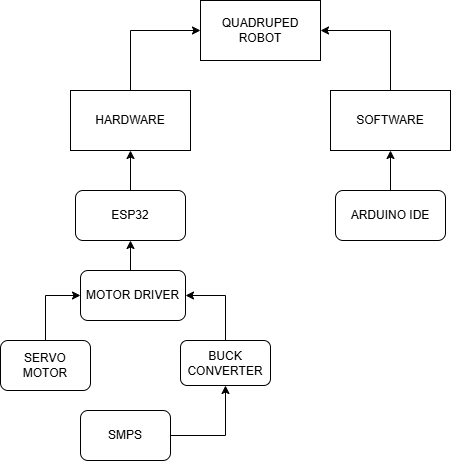 QUADRUPED
ROBOT
HARDWARE
SOFTWARE
ESP32
ARDUINO IDE
MOTOR DRIVER
SERVO
MOTOR
BUCK
CONVERTER
SMPS